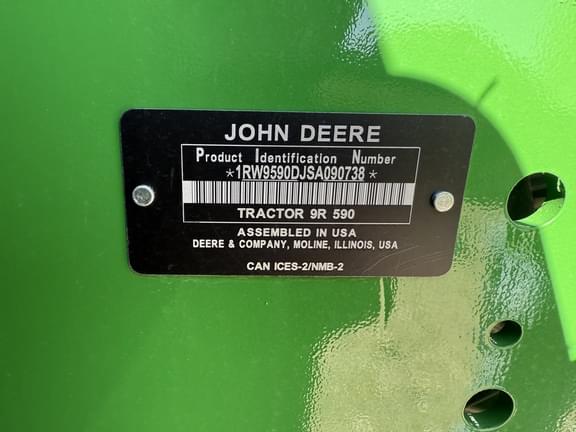 JOHN DEERE
Product Identification Number
*1RW9590DJSA090738*
TRACTOR 9R 590
ASSEMBLED IN USA
DEERE & COMPANY, MOLINE, ILLINOIS, USA
CAN ICES-2/NMB-2